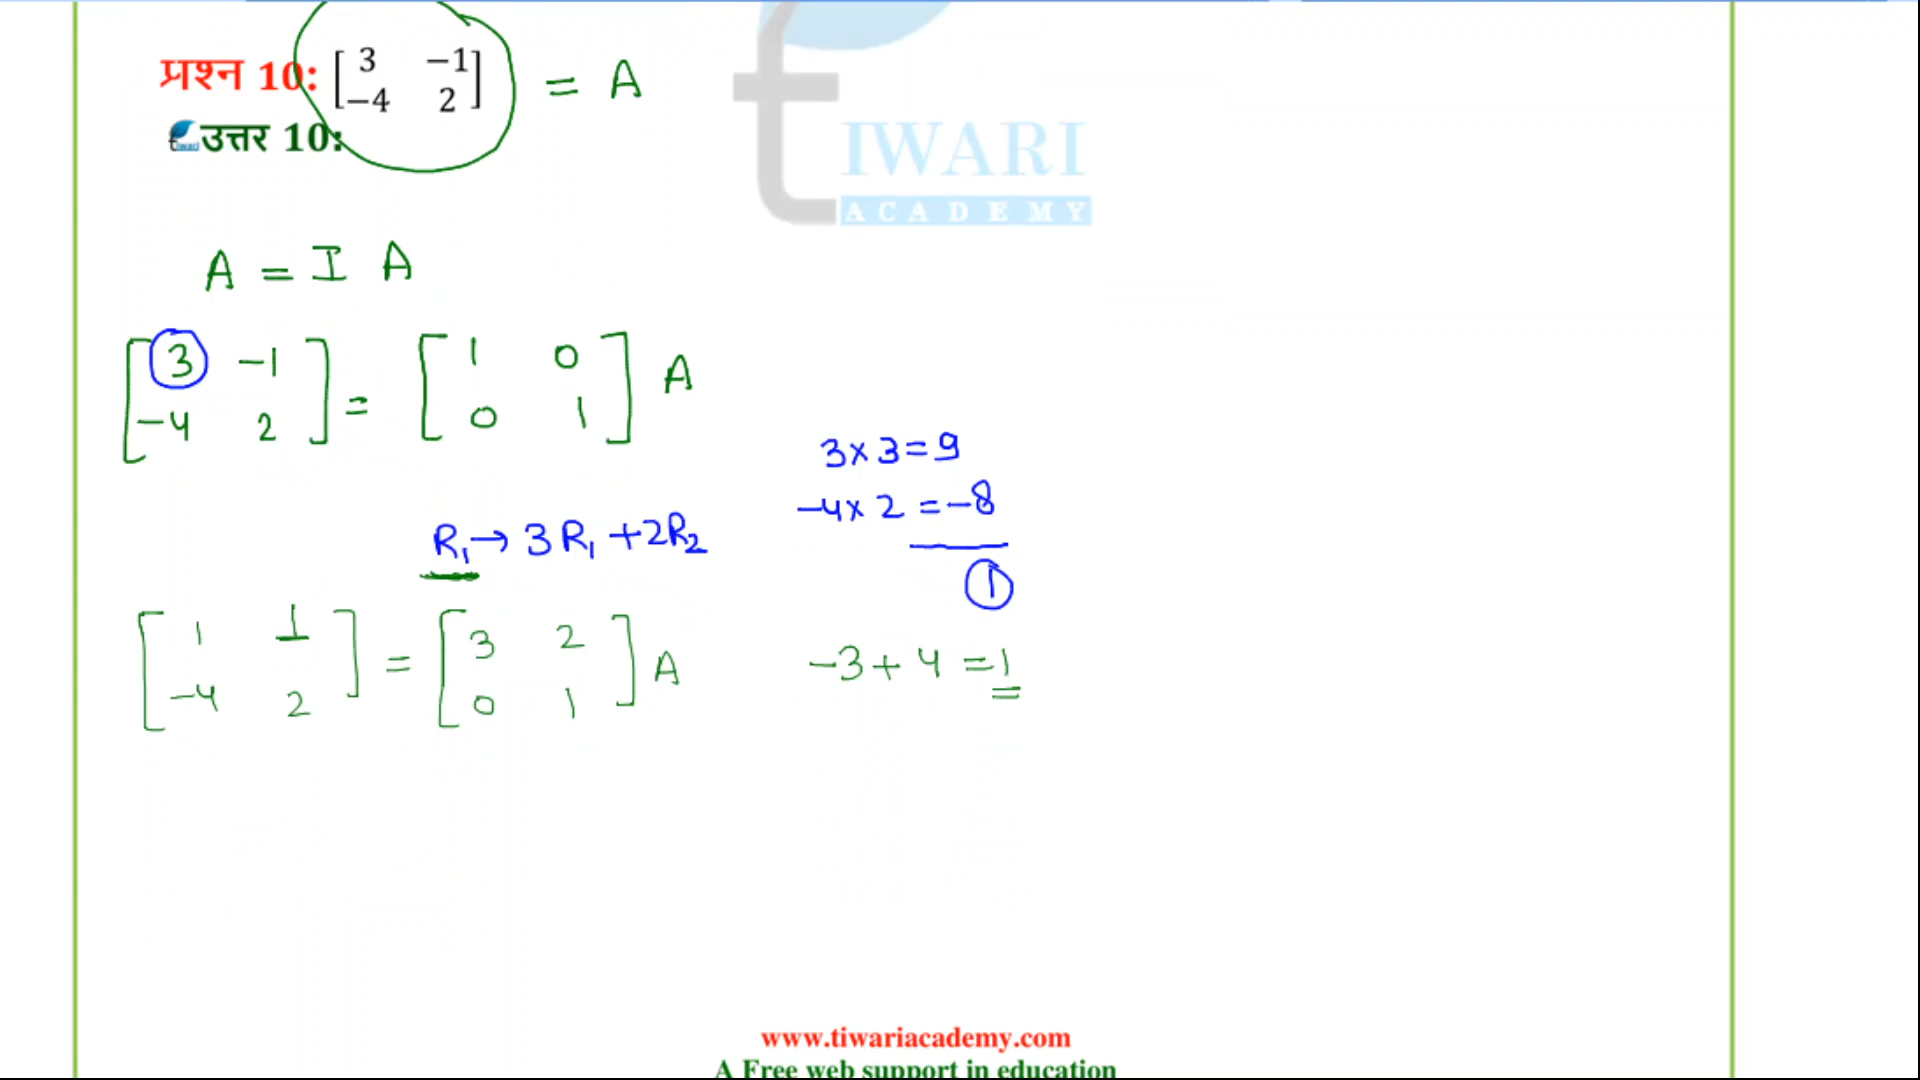 प्रश्न 10: [3 −1
−4 2] = A
उत्तर 10:
t IWARI
ACADEMY
A = I A
[3 -1
-4 2] = [1 0
0 1] A
3×3=9
-4×2=-8
1
R₁→3R₁+2R₂
[1 1
-4 2] = [3 2
0 1] A
-3+4=1
www.tiwariacademy.com
A Free web support in education